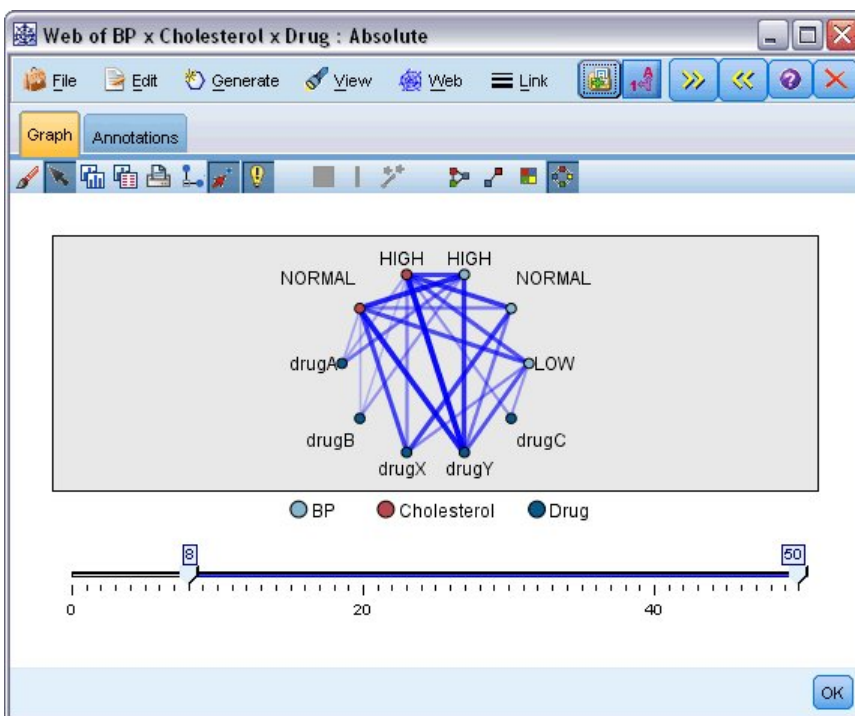 Web of BP x Cholesterol x Drug : Absolute
File Edit Generate View Web Link
Graph Annotations
HIGH HIGH
NORMAL NORMAL
drugA LOW
drugB drugC
drugX drugY
BP Cholesterol Drug
8 50
0 20 40
OK